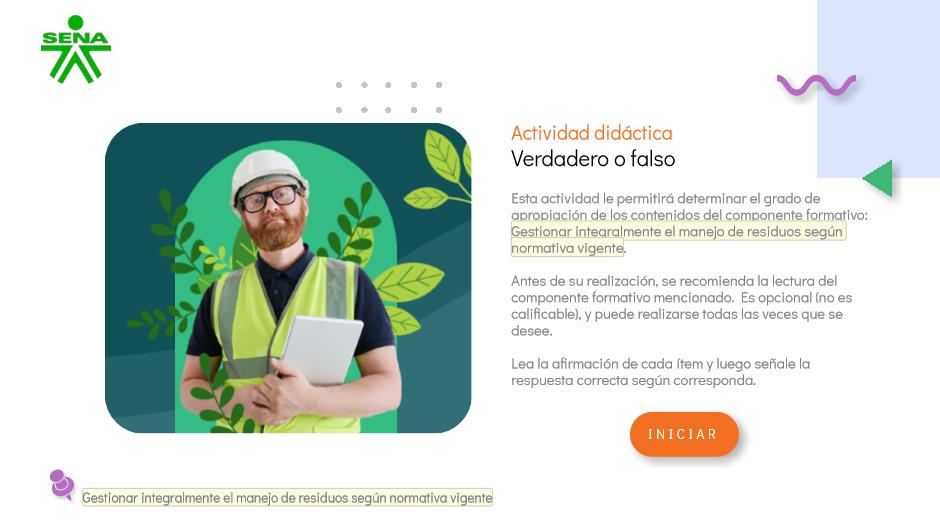 SENA
Actividad didáctica
Verdadero o falso
Esta actividad le permitirá determinar el grado de
apropiación de los contenidos del componente formativo:
Gestionar integralmente el manejo de residuos según
normativa vigente.
Antes de su realización, se recomienda la lectura del
componente formativo mencionado. Es opcional (no es
calificable), y puede realizarse todas las veces que se
desee.
Lea la afirmación de cada ítem y luego señale la
respuesta correcta según corresponda.
INICIAR
Gestionar integralmente el manejo de residuos según normativa vigente